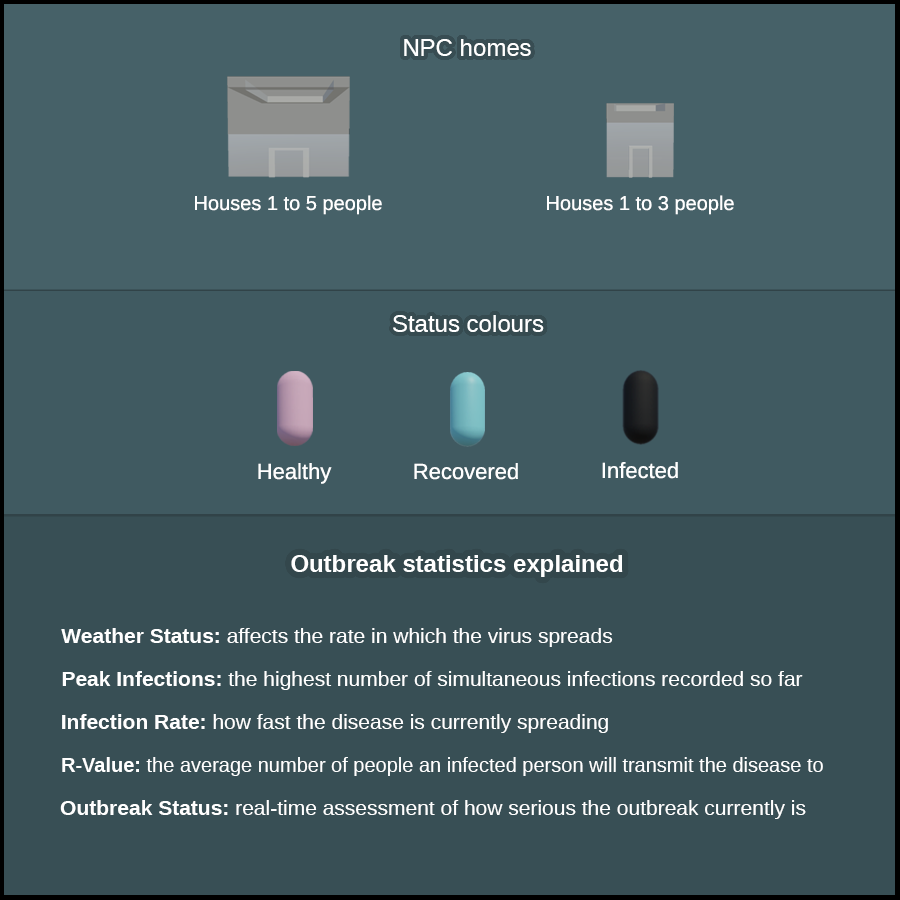 NPC homes
Houses 1 to 5 people
Houses 1 to 3 people
Status colours
Healthy
Recovered
Infected
Outbreak statistics explained
Weather Status: affects the rate in which the virus spreads
Peak Infections: the highest number of simultaneous infections recorded so far
Infection Rate: how fast the disease is currently spreading
R-Value: the average number of people an infected person will transmit the disease to
Outbreak Status: real-time assessment of how serious the outbreak currently is